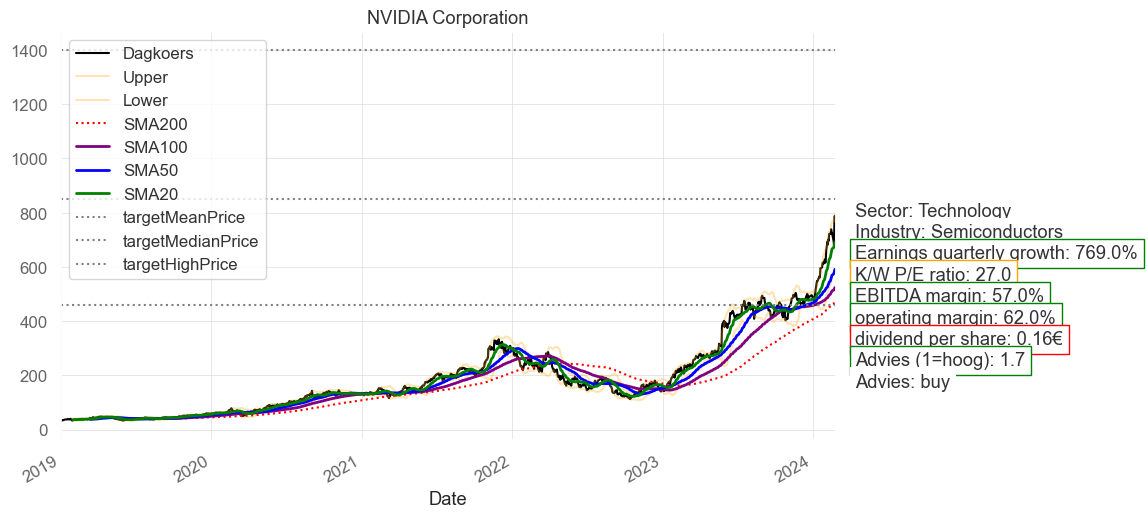 NVIDIA Corporation
1400
1200
1000
800
600
400
200
0
Dagkoers
Upper
Lower
SMA200
SMA100
SMA50
SMA20
targetMeanPrice
targetMedianPrice
targetHighPrice
Sector: Technology
Industry: Semiconductors
Earnings quarterly growth: 769.0%
K/W P/E ratio: 27.0
EBITDA margin: 57.0%
operating margin: 62.0%
dividend per share: 0.16€
Advies (1=hoog): 1.7
Advies: buy
2019
2020
2021
2022
2023
2024
Date